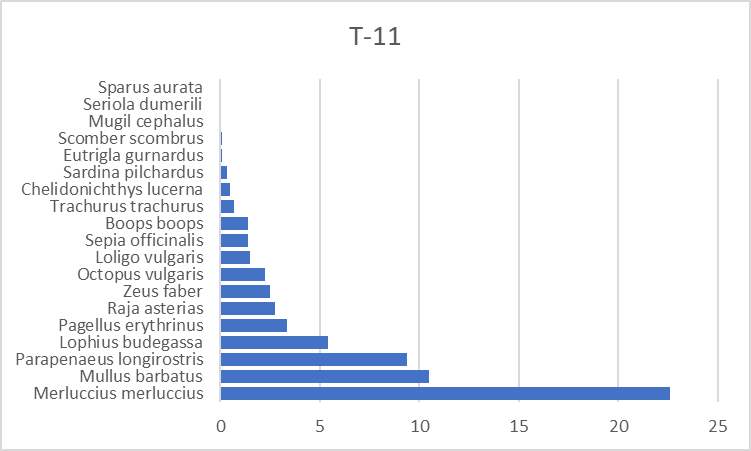 T-11
Sparus aurata
Seriola dumerili
Mugil cephalus
Scomber scombrus
Eutrigla gurnardus
Sardina pilchardus
Chelidonichthys lucerna
Trachurus trachurus
Boops boops
Sepia officinalis
Loligo vulgaris
Octopus vulgaris
Zeus faber
Raja asterias
Pagellus erythrinus
Lophius budegassa
Parapenaeus longirostris
Mullus barbatus
Merluccius merluccius
0 5 10 15 20 25